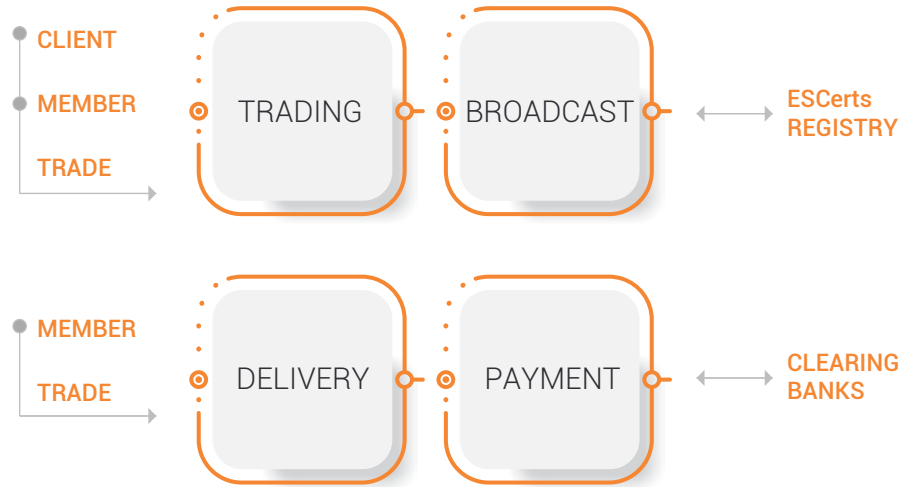 CLIENT
MEMBER
TRADE
TRADING
BROADCAST
ESCerts
REGISTRY
MEMBER
TRADE
DELIVERY
PAYMENT
CLEARING
BANKS